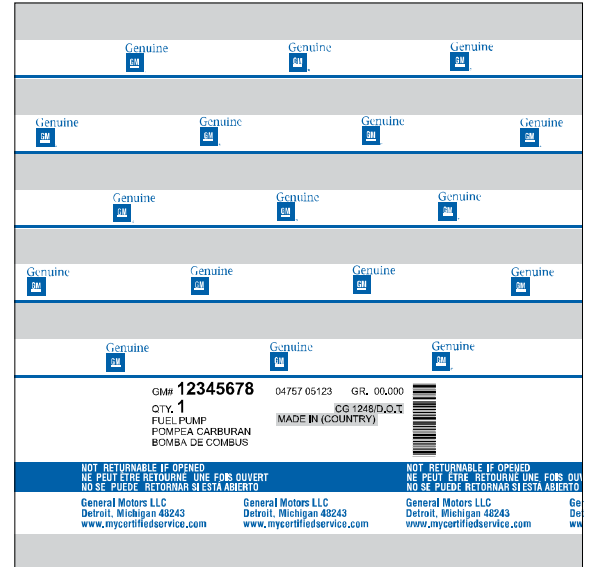 Genuine Genuine Genuine
GM GM GM
Genuine Genuine Genuine Genuine
GM GM GM GM
Genuine Genuine Genuine
GM GM GM
Genuine Genuine Genuine Genuine
GM GM GM GM
Genuine Genuine Genuine
GM GM GM
GM# 12345678 04757 05123 GR. 00.000
QTY. 1 CG 1248/D.O.T.
FUEL PUMP MADE IN (COUNTRY)
POMPEA CARBURAN
BOMBA DE COMBUS
NOT RETURNABLE IF OPENED NOT RETURNABLE IF OPENED
NE PEUT ÊTRE RETOURNÉ UNE FOIS OUVERT NE PEUT ÊTRE RETOURNÉ UNE FOIS OUV
NO SE PUEDE RETORNAR SI ESTÁ ABIERTO NO SE PUEDE RETORNAR SI ESTÁ ABIERTO
General Motors LLC General Motors LLC General Motors LLC Ge
Detroit, Michigan 48243 Detroit, Michigan 48243 Detroit, Michigan 48243 De
www.mycertifiedservice.com www.mycertifiedservice.com www.mycertifiedservice.com ww